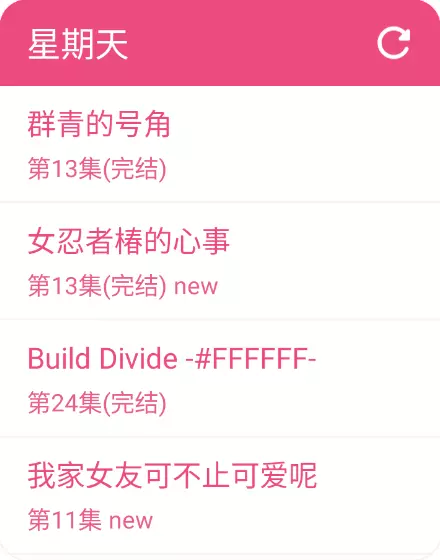 星期天
群青的号角
第13集(完结)
女忍者椿的心事
第13集(完结) new
Build Divide -#FFFFFF-
第24集(完结)
我家女友可不止可爱呢
第11集 new